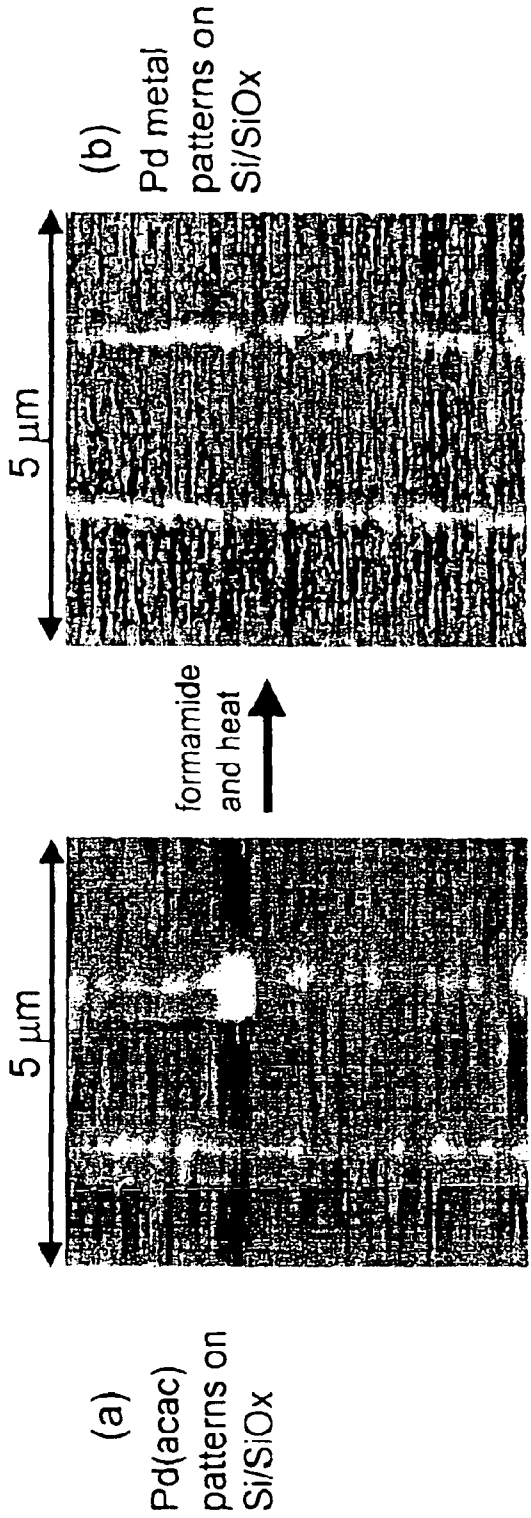 (a)
Pd(acac)
patterns on
Si/SiOx
5 µm
formamide
and heat
5 µm
(b)
Pd metal
patterns on
Si/SiOx